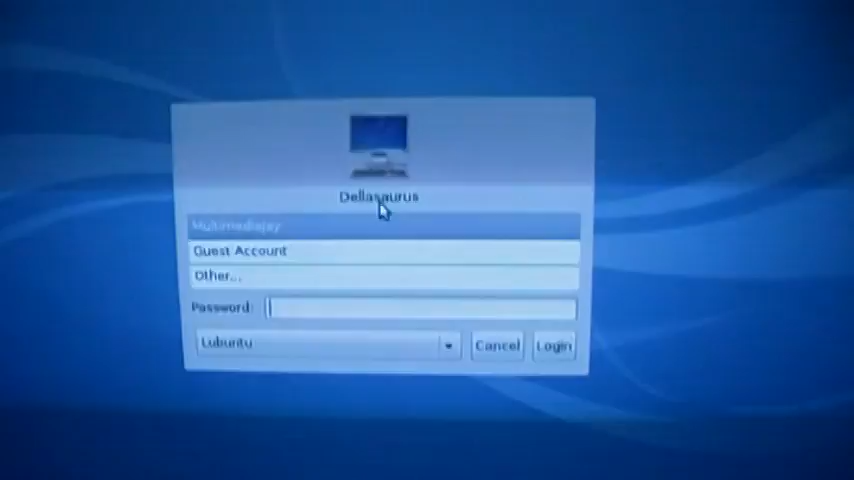 Dellasaurus
Multimediajay
Guest Account
Other...
Password:
Lubuntu
Cancel
Login